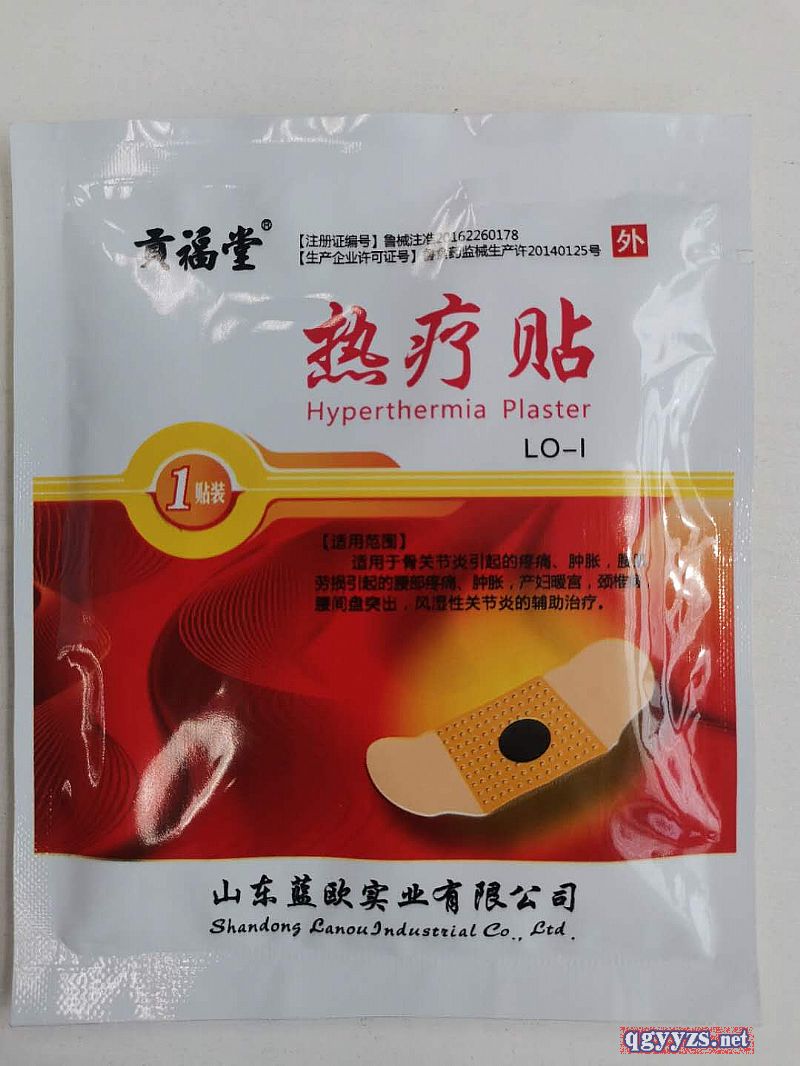 贡福堂®
【注册证编号】鲁械注准20162260178
【生产企业许可证号】鲁食药监械生产许20140125号
外
热疗贴
Hyperthermia Plaster
LO-I
1贴装
【适用范围】
适用于骨关节炎引起的疼痛、肿胀，腰
劳损引起的腰部疼痛、肿胀，产妇暖宫，颈椎
腰间盘突出，风湿性关节炎的辅助治疗。
山东蓝欧实业有限公司
Shandong Lanou Industrial Co., Ltd.
qgyyzs.net